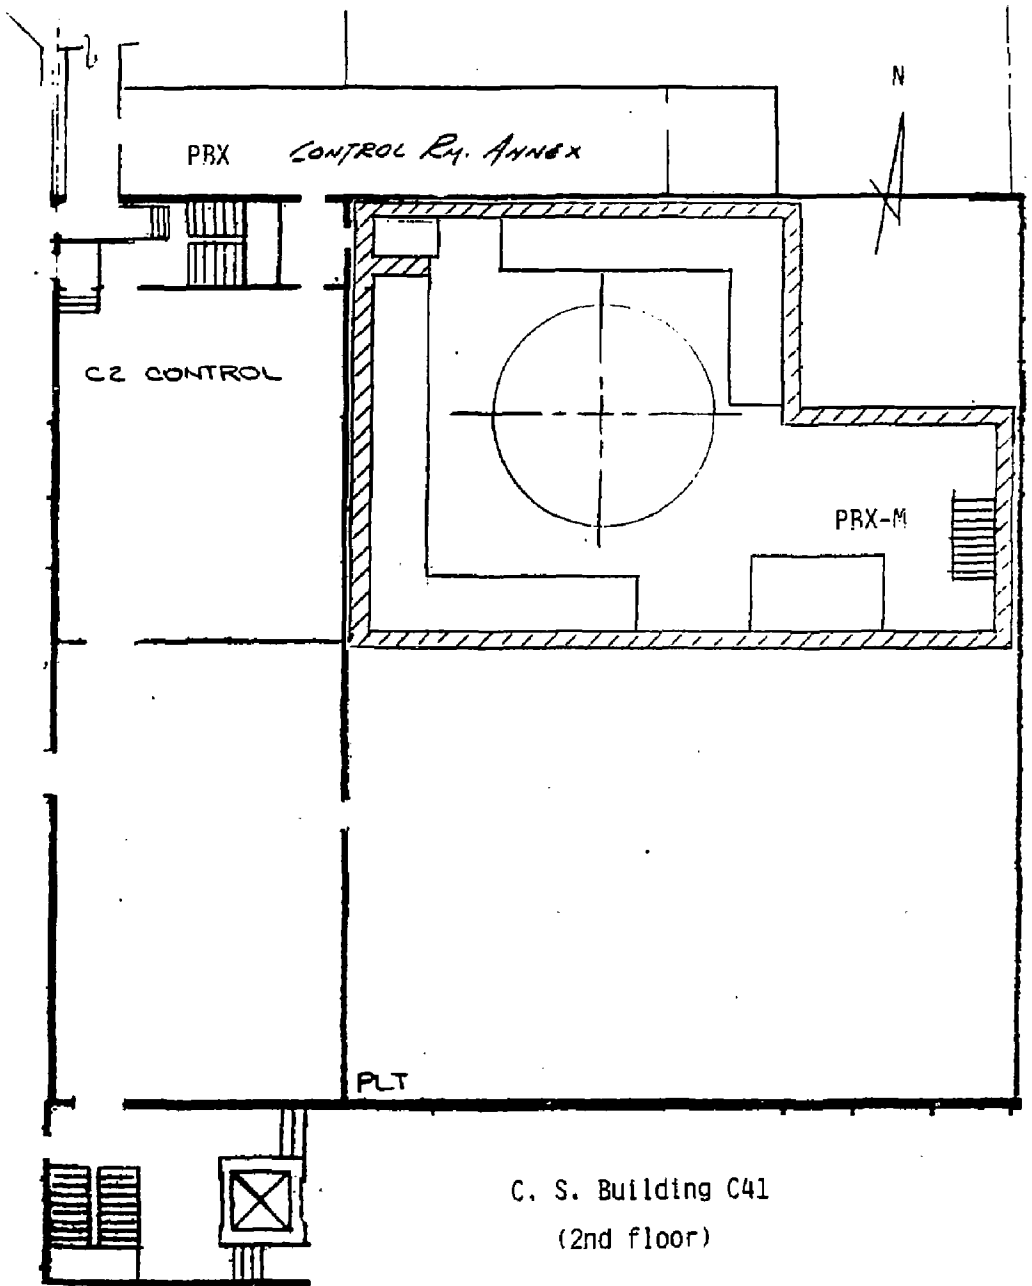 N
PBX CONTROL RM. ANNEX
C2 CONTROL
PBX-M
PLT
C. S. Building C41
(2nd floor)